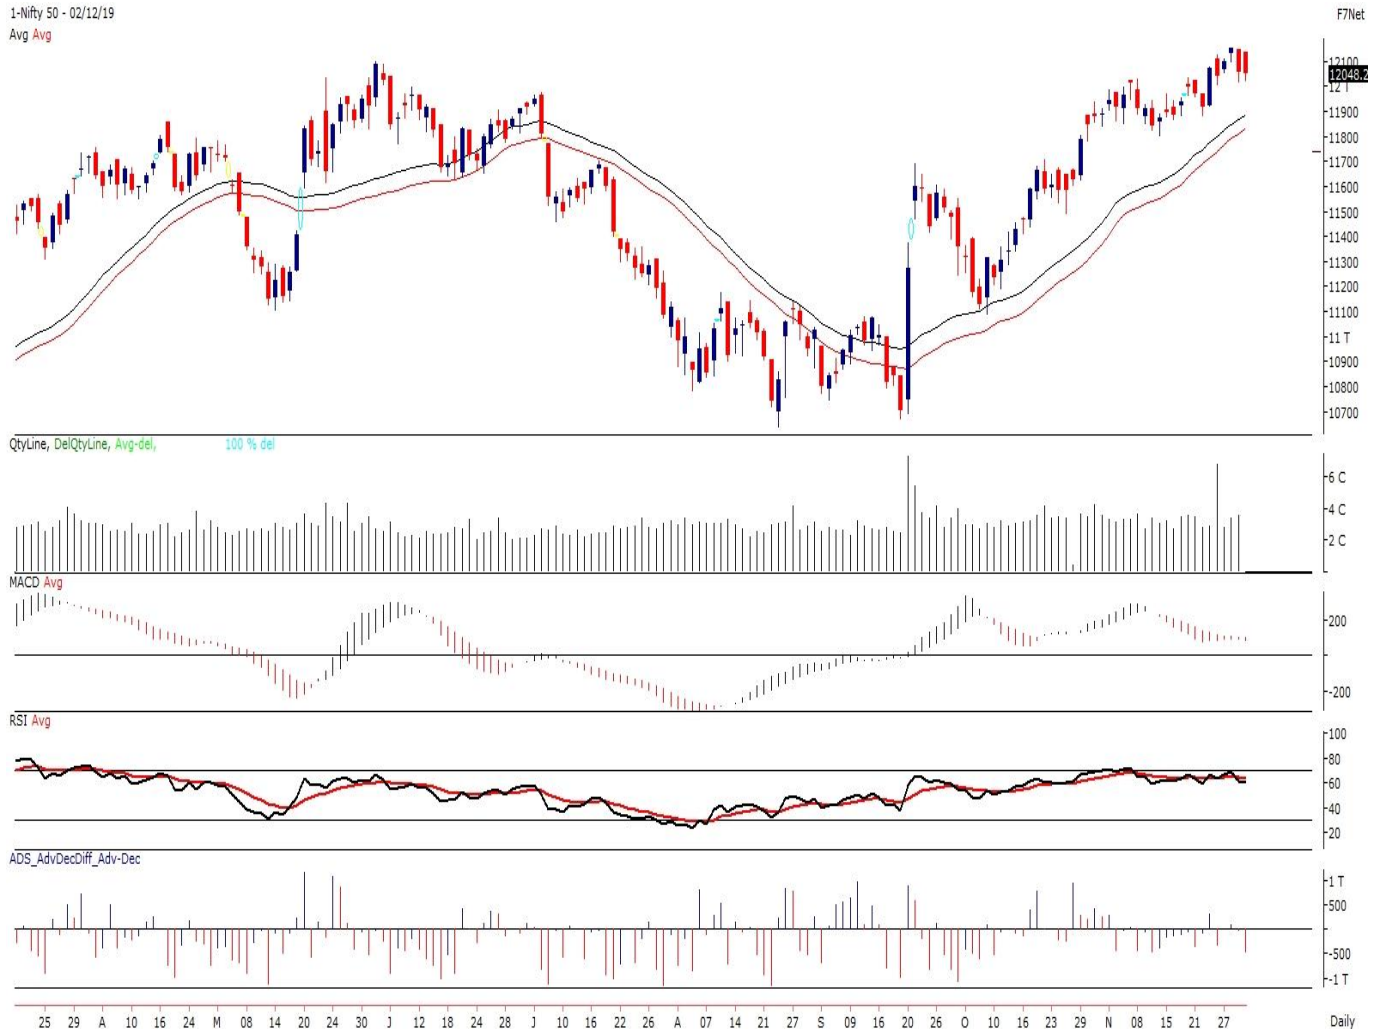 1-Nifty 50 - 02/12/19
F7Net
Avg Avg
12100
12048.2
12 T
11900
11800
11700
11600
11500
11400
11300
11200
11100
11 T
10900
10800
10700
QtyLine, DelQtyLine, Avg-del, 100 % del
6 C
4 C
2 C
MACD Avg
200
-200
RSI Avg
100
80
60
40
20
ADS_AdvDecDiff_Adv-Dec
1 T
500
-500
-1 T
25 29 A 10 16 24 M 08 14 20 24 30 J 12 18 24 28 J 10 16 22 26 A 07 14 21 27 S 09 16 20 26 O 10 16 23 29 N 08 15 21 27 Daily